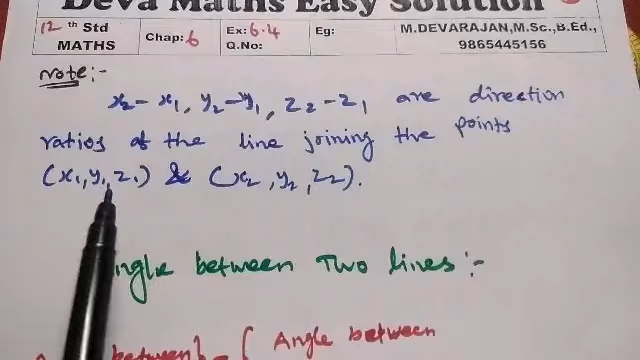 Deva Maths Easy Solution
12 th Std MATHS Chap: 6 Ex: 6.4 Q.No: Eg: M.DEVARAJAN,M.Sc.,B.Ed., 9865445156
Note:-
x₂-x₁, y₂-y₁, z₂-z₁ are direction
ratios of the line joining the points
(x₁,y₁,z₁) & (x₂,y₂,z₂).
ngle between Two lines:-
between} = { Angle between